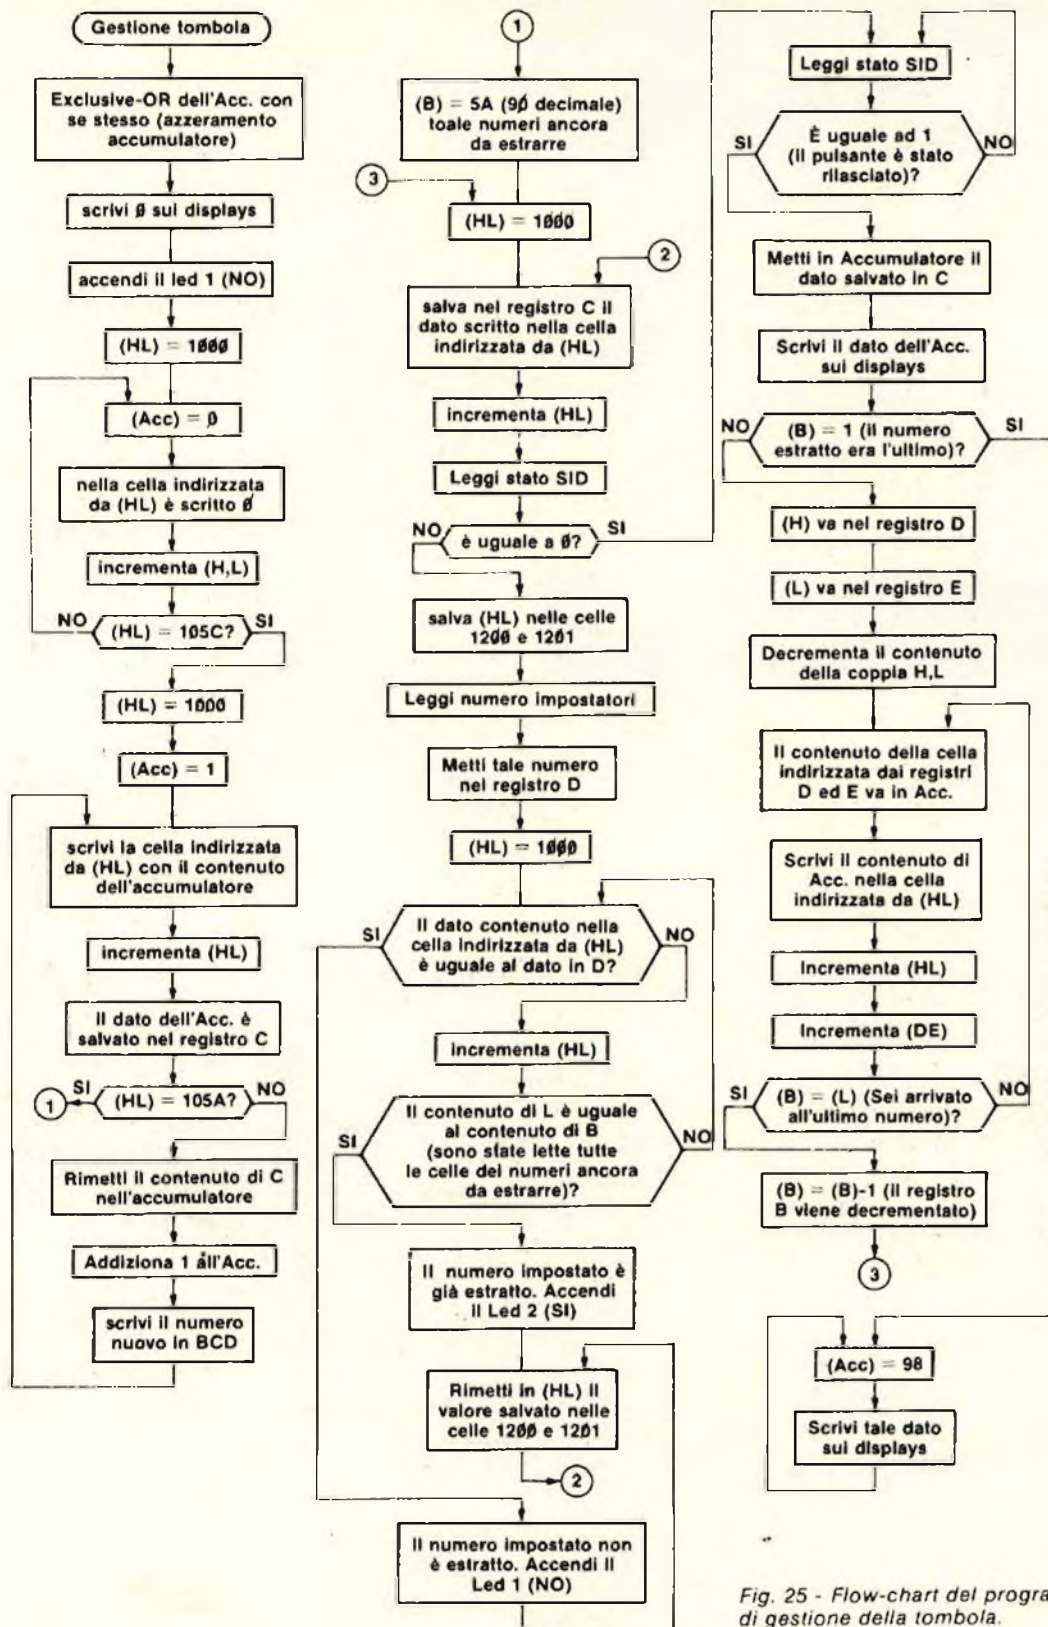 Gestione tombola
Exclusive-OR dell'Acc. con
se stesso (azzeramento
accumulatore)
scrivi Ø sui displays
accendi il led 1 (NO)
(HL) = 1ØØØ
(Acc) = Ø
nella cella indirizzata
da (HL) è scritto Ø
incrementa (H,L)
NO
(HL) = 1Ø5C?
SI
(HL) = 1ØØØ
(Acc) = 1
scrivi la cella indirizzata
da (HL) con il contenuto
dell'accumulatore
incrementa (HL)
Il dato dell'Acc. è
salvato nel registro C
1
SI
(HL) = 1Ø5A?
NO
Rimetti il contenuto di C
nell'accumulatore
Addiziona 1 all'Acc.
scrivi il numero
nuovo in BCD
1
(B) = 5A (9Ø decimale)
toale numeri ancora
da estrarre
3
(HL) = 1ØØØ
2
salva nel registro C il
dato scritto nella cella
indirizzata da (HL)
incrementa (HL)
Leggi stato SID
NO
è uguale a Ø?
SI
salva (HL) nelle celle
12ØØ e 12Ø1
Leggi numero impostatori
Metti tale numero
nel registro D
(HL) = 1ØØØ
SI
Il dato contenuto nella
cella indirizzata da (HL)
è uguale al dato in D?
NO
incrementa (HL)
SI
Il contenuto di L è uguale
al contenuto di B
(sono state lette tutte
le celle dei numeri ancora
da estrarre)?
NO
Il numero impostato è
già estratto. Accendi
il Led 2 (SI)
Rimetti in (HL) il
valore salvato nelle
celle 12ØØ e 12Ø1
2
Il numero impostato non
è estratto. Accendi il
Led 1 (NO)
Leggi stato SID
SI
È uguale ad 1
(il pulsante è stato
rilasciato)?
NO
Metti in Accumulatore il
dato salvato in C
Scrivi il dato dell'Acc.
sui displays
NO
(B) = 1 (il numero
estratto era l'ultimo)?
SI
(H) va nel registro D
(L) va nel registro E
Decrementa il contenuto
della coppia H,L
Il contenuto della cella
indirizzata dai registri
D ed E va in Acc.
Scrivi il contenuto di
Acc. nella cella
indirizzata da (HL)
Incrementa (HL)
Incrementa (DE)
SI
(B) = (L) (Sei arrivato
all'ultimo numero)?
NO
(B) = (B)-1 (il registro
B viene decrementato)
3
(Acc) = 98
Scrivi tale dato
sui displays
Fig. 25 - Flow-chart del progra
di gestione della tombola.